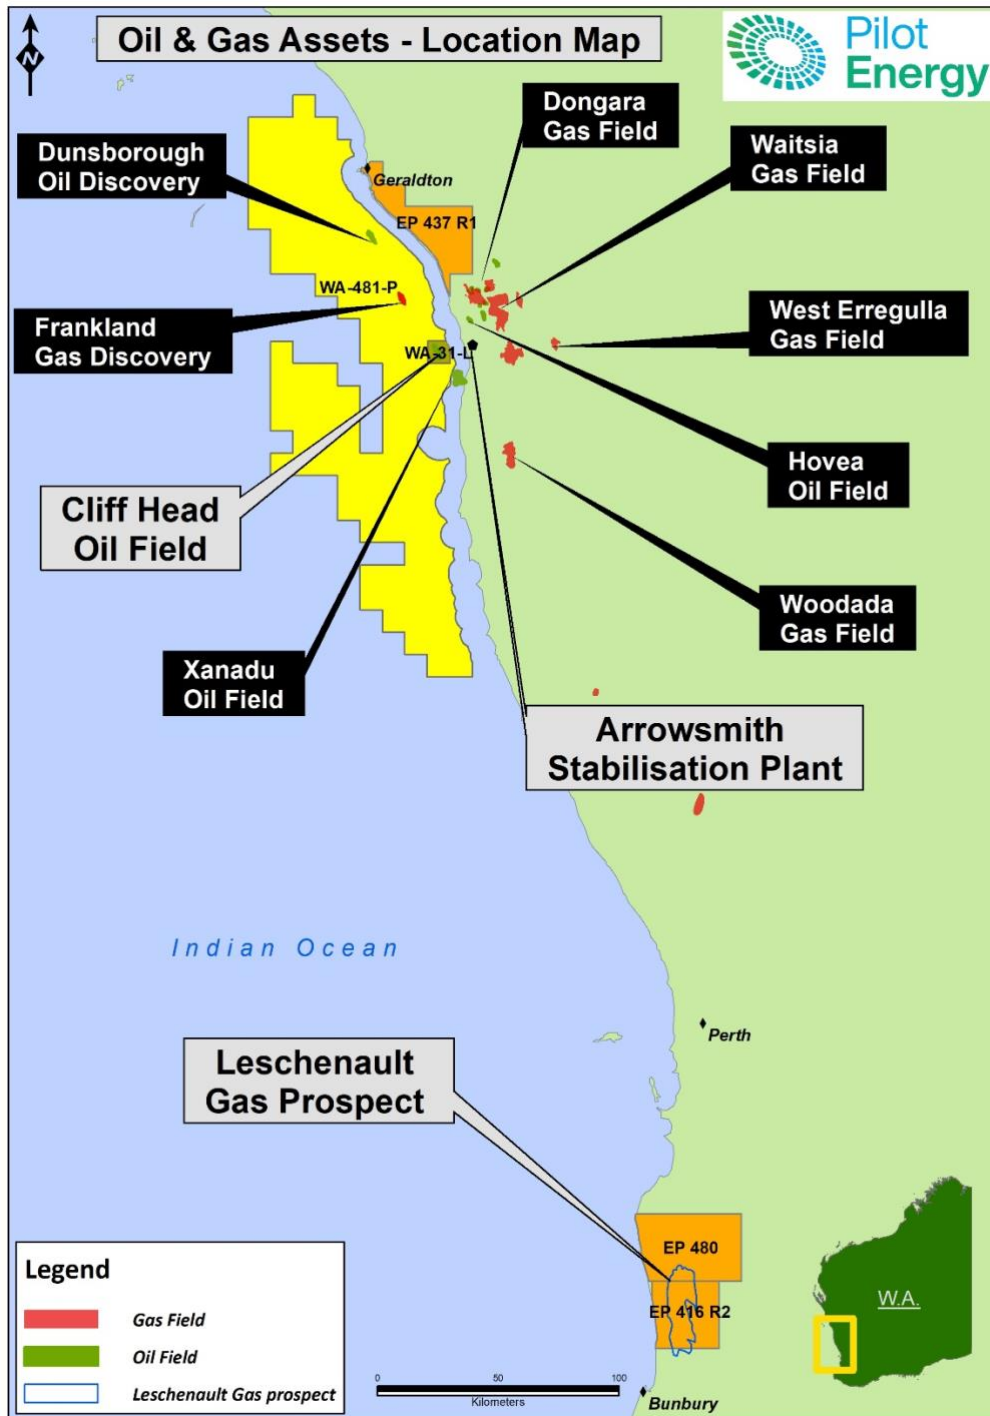 Oil & Gas Assets - Location Map
Pilot
Energy
N
Dongara
Gas Field
Dunsborough
Oil Discovery
Waitsia
Gas Field
Geraldton
EP 437 R1
WA-481-P
Frankland
Gas Discovery
West Erregulla
Gas Field
WA-31-L
Hovea
Oil Field
Cliff Head
Oil Field
Woodada
Gas Field
Xanadu
Oil Field
Arrowsmith
Stabilisation Plant
Indian Ocean
Perth
Leschenault
Gas Prospect
EP 480
EP 416 R2
W.A.
Legend
Gas Field
Oil Field
Leschenault Gas prospect
0 50 100
Kilometers
Bunbury